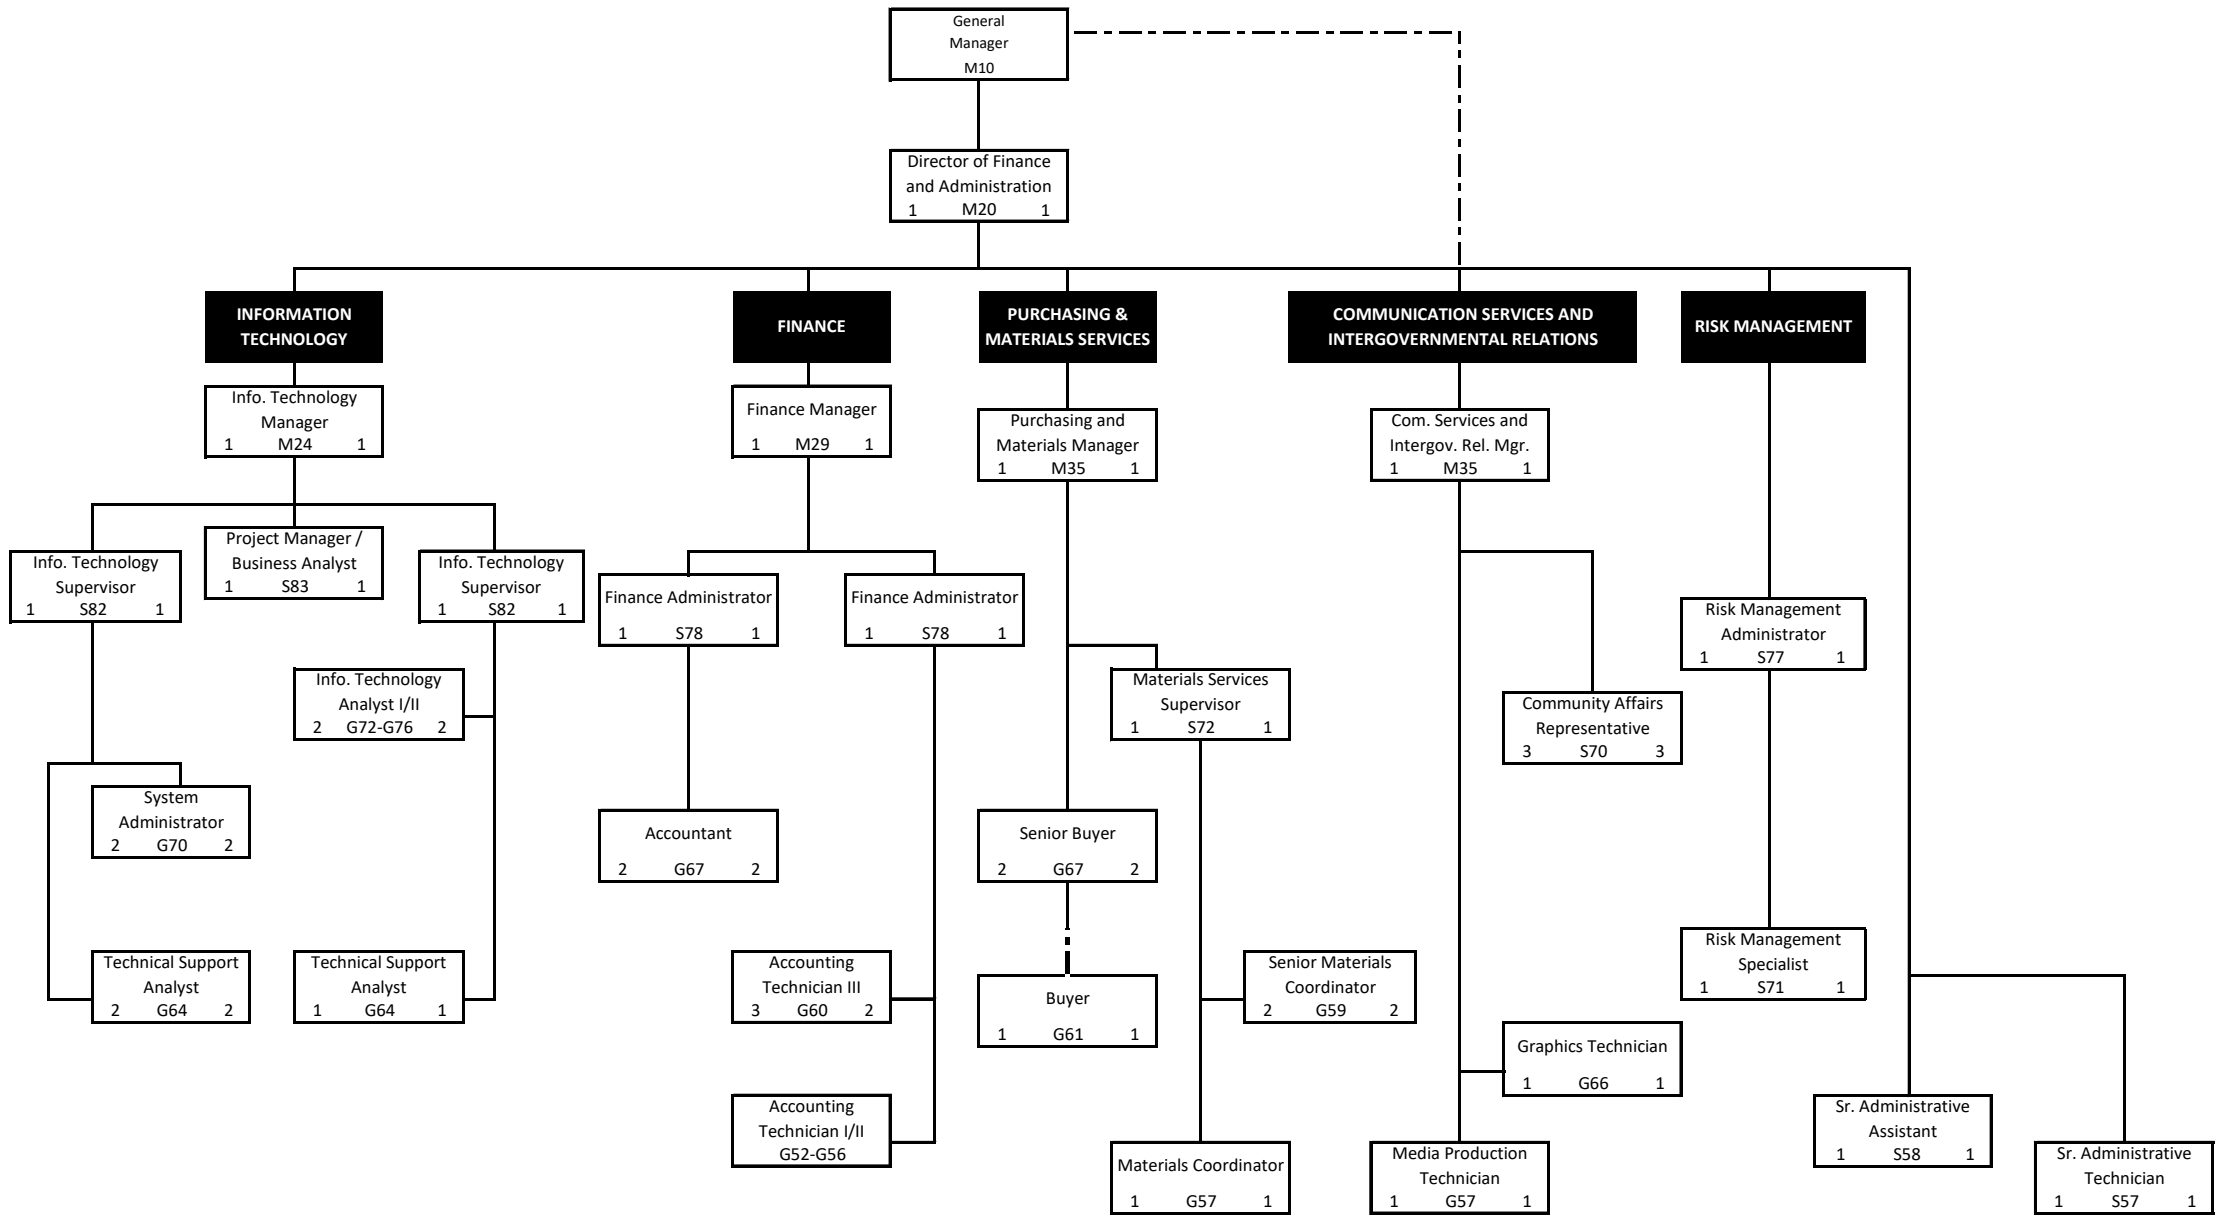 General
Manager
M10
Director of Finance
and Administration
1 M20 1
INFORMATION
TECHNOLOGY
FINANCE
PURCHASING &
MATERIALS SERVICES
COMMUNICATION SERVICES AND
INTERGOVERNMENTAL RELATIONS
RISK MANAGEMENT
Info. Technology
Manager
1 M24 1
Finance Manager
1 M29 1
Purchasing and
Materials Manager
1 M35 1
Com. Services and
Intergov. Rel. Mgr.
1 M35 1
Info. Technology
Supervisor
1 S82 1
Project Manager /
Business Analyst
1 S83 1
Info. Technology
Supervisor
1 S82 1
Finance Administrator
1 S78 1
Finance Administrator
1 S78 1
Risk Management
Administrator
1 S77 1
Info. Technology
Analyst I/II
2 G72-G76 2
Materials Services
Supervisor
1 S72 1
Community Affairs
Representative
3 S70 3
System
Administrator
2 G70 2
Accountant
2 G67 2
Senior Buyer
2 G67 2
Risk Management
Specialist
1 S71 1
Technical Support
Analyst
2 G64 2
Technical Support
Analyst
1 G64 1
Accounting
Technician III
3 G60 2
Buyer
1 G61 1
Senior Materials
Coordinator
2 G59 2
Graphics Technician
1 G66 1
Accounting
Technician I/II
G52-G56
Sr. Administrative
Assistant
1 S58 1
Materials Coordinator
1 G57 1
Media Production
Technician
1 G57 1
Sr. Administrative
Technician
1 S57 1